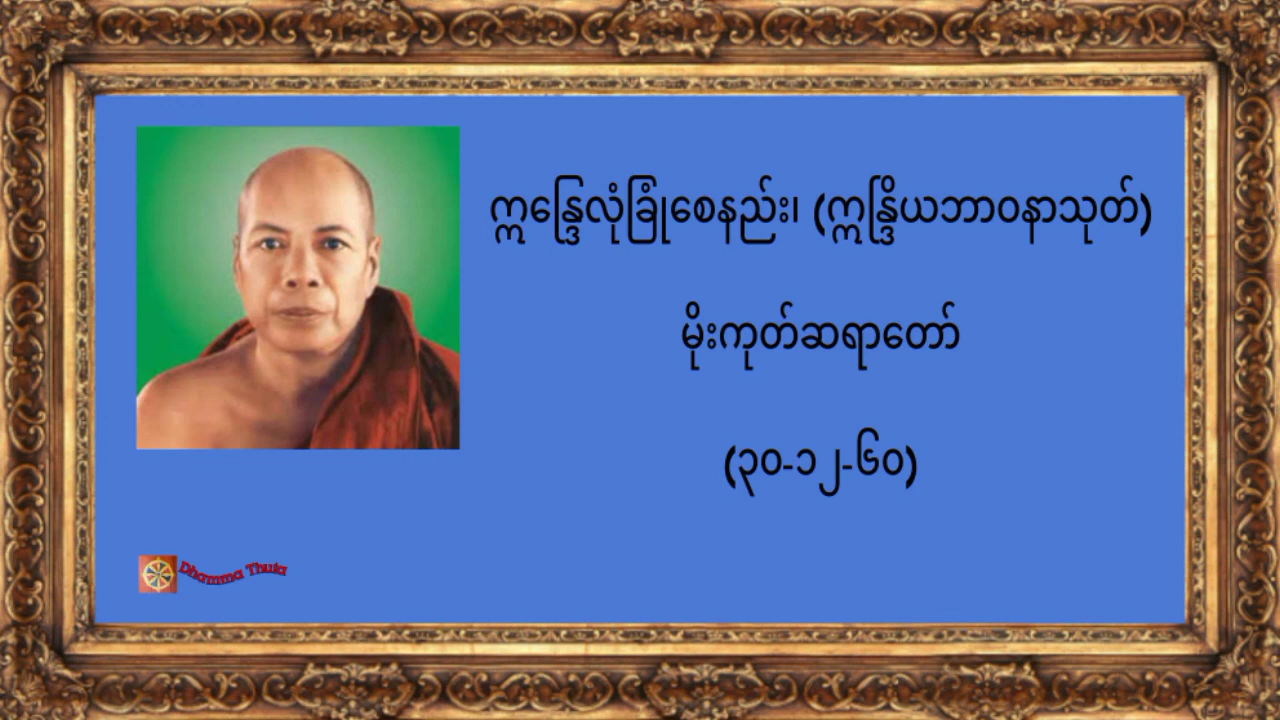 ဣန္ဒြေလုံခြုံစေနည်း၊ (ဣန္ဒြိယဘာဝနာသုတ်)
မိုးကုတ်ဆရာတော်
(၃၀-၁၂-၆၀)
Dhamma Thuta